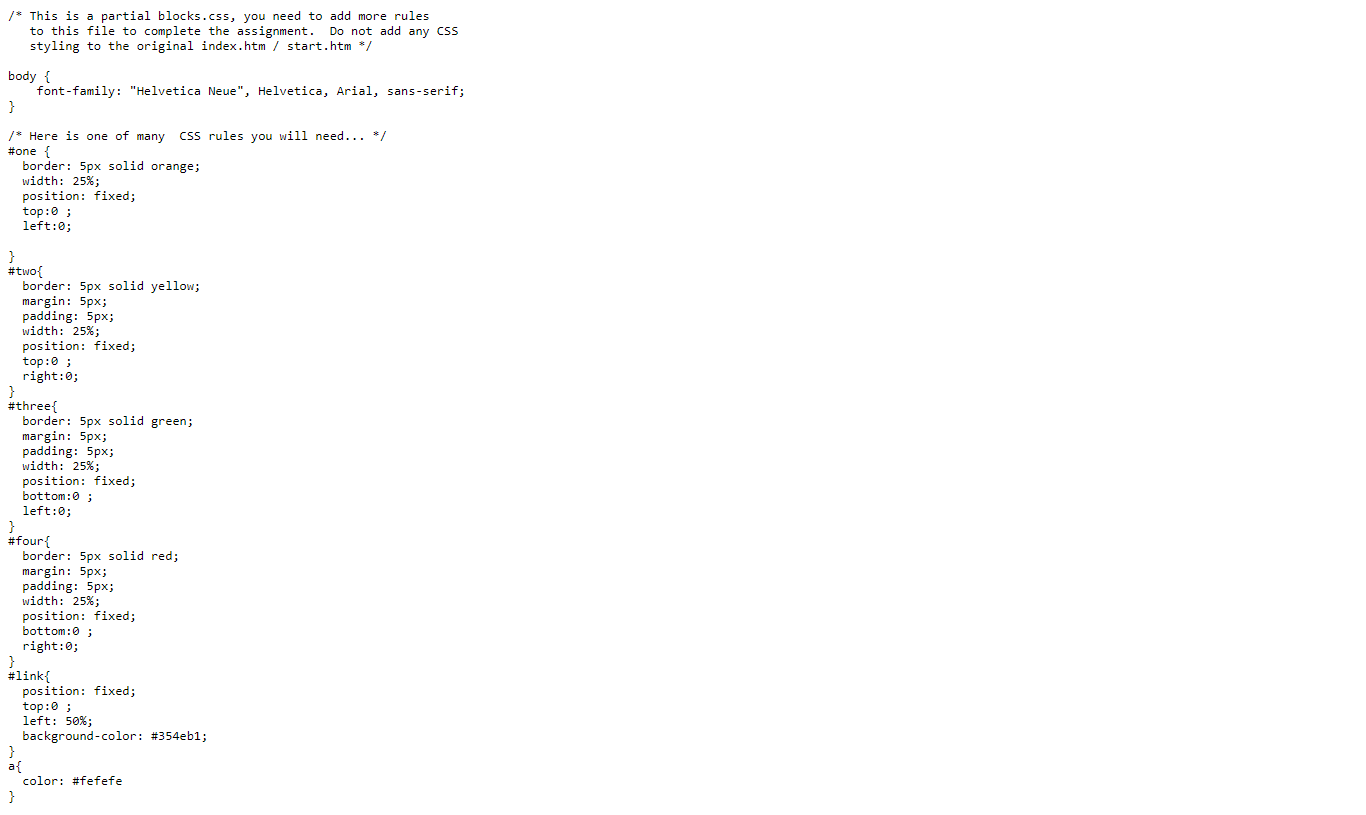 /* This is a partial blocks.css, you need to add more rules
   to this file to complete the assignment.  Do not add any CSS
   styling to the original index.htm / start.htm */

body {
    font-family: "Helvetica Neue", Helvetica, Arial, sans-serif;
}

/* Here is one of many  CSS rules you will need... */
#one {
  border: 5px solid orange;
  width: 25%;
  position: fixed;
  top:0 ;
  left:0;

}
#two{
  border: 5px solid yellow;
  margin: 5px;
  padding: 5px;
  width: 25%;
  position: fixed;
  top:0 ;
  right:0;
}
#three{
  border: 5px solid green;
  margin: 5px;
  padding: 5px;
  width: 25%;
  position: fixed;
  bottom:0 ;
  left:0;
}
#four{
  border: 5px solid red;
  margin: 5px;
  padding: 5px;
  width: 25%;
  position: fixed;
  bottom:0 ;
  right:0;
}
#link{
  position: fixed;
  top:0 ;
  left: 50%;
  background-color: #354eb1;
}
a{
  color: #fefefe
}